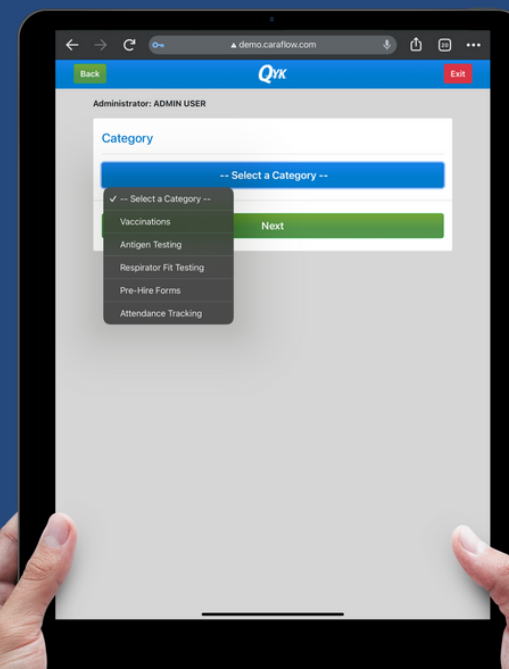 demo.caraflow.com
20
Back
QYK
Exit
Administrator: ADMIN USER
Category
-- Select a Category --
✓ -- Select a Category --
Vaccinations
Antigen Testing
Respirator Fit Testing
Pre-Hire Forms
Attendance Tracking
Next